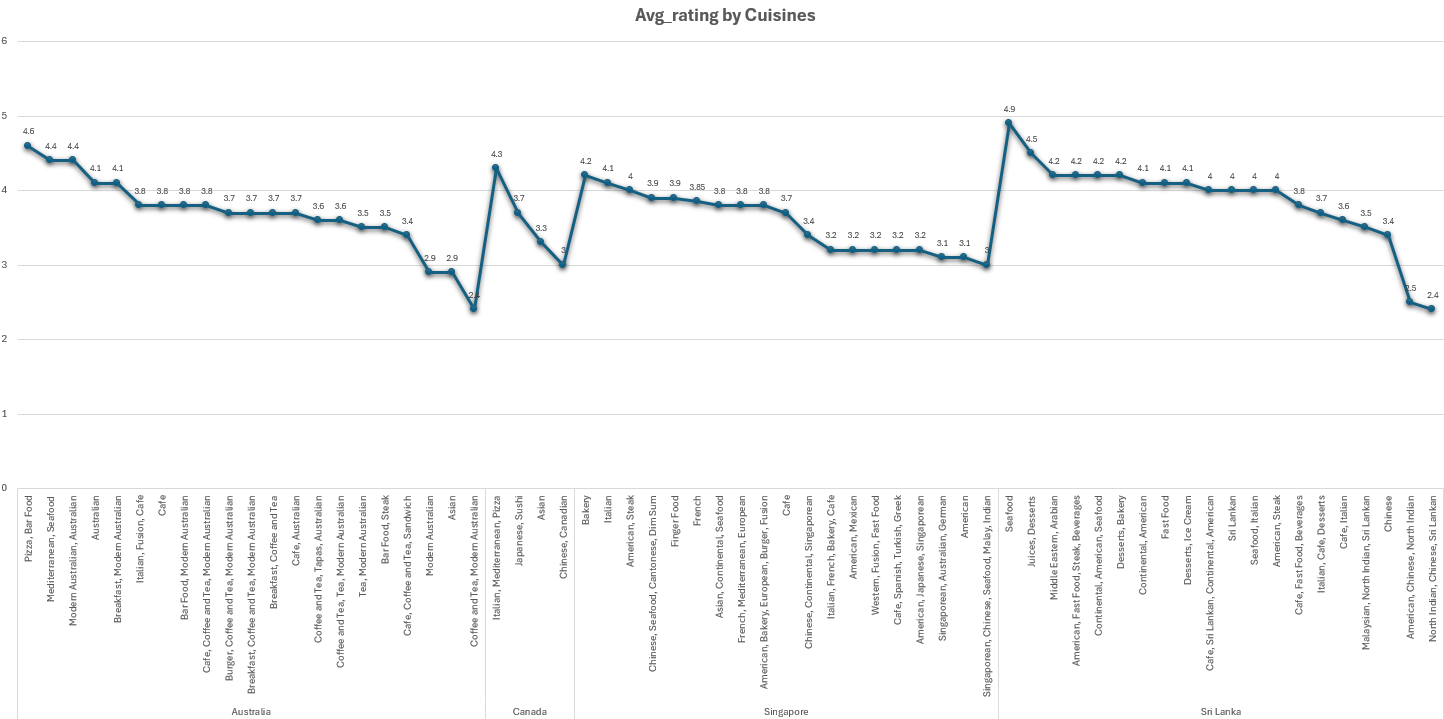 Avg_rating by Cuisines
6
5
4
3
2
1
0
4.6
4.4
4.4
4.1
4.1
3.8
3.8
3.8
3.8
3.7
3.7
3.7
3.7
3.6
3.6
3.5
3.5
3.4
2.9
2.9
2.4
4.3
3.7
3.3
3
4.2
4.1
4
3.9
3.9
3.85
3.8
3.8
3.8
3.7
3.4
3.2
3.2
3.2
3.2
3.2
3.1
3.1
3
4.9
4.5
4.2
4.2
4.2
4.2
4.1
4.1
4.1
4
4
4
4
3.8
3.7
3.6
3.5
3.4
2.5
2.4
Pizza, Bar Food
Mediterranean, Seafood
Modern Australian, Australian
Australian
Breakfast, Modern Australian
Italian, Fusion, Cafe
Cafe
Bar Food, Modern Australian
Cafe, Coffee and Tea, Modern Australian
Burger, Coffee and Tea, Modern Australian
Breakfast, Coffee and Tea, Modern Australian
Breakfast, Coffee and Tea
Cafe, Australian
Coffee and Tea, Tapas, Australian
Coffee and Tea, Tea, Modern Australian
Tea, Modern Australian
Bar Food, Steak
Cafe, Coffee and Tea, Sandwich
Modern Australian
Asian
Coffee and Tea, Modern Australian
Italian, Mediterranean, Pizza
Japanese, Sushi
Asian
Chinese, Canadian
Bakery
Italian
American, Steak
Chinese, Seafood, Cantonese, Dim Sum
Finger Food
French
Asian, Continental, Seafood
French, Mediterranean, European
American, Bakery, European, Burger, Fusion
Cafe
Chinese, Continental, Singaporean
Italian, French, Bakery, Cafe
American, Mexican
Western, Fusion, Fast Food
Cafe, Spanish, Turkish, Greek
American, Japanese, Singaporean
Singaporean, Australian, German
American
Singaporean, Chinese, Seafood, Malay, Indian
Seafood
Juices, Desserts
Middle Eastern, Arabian
American, Fast Food, Steak, Beverages
Continental, American, Seafood
Desserts, Bakery
Continental, American
Fast Food
Desserts, Ice Cream
Cafe, Sri Lankan, Continental, American
Sri Lankan
Seafood, Italian
American, Steak
Cafe, Fast Food, Beverages
Italian, Cafe, Desserts
Cafe, Italian
Malaysian, North Indian, Sri Lankan
Chinese
American, Chinese, North Indian
North Indian, Chinese, Sri Lankan
Australia
Canada
Singapore
Sri Lanka